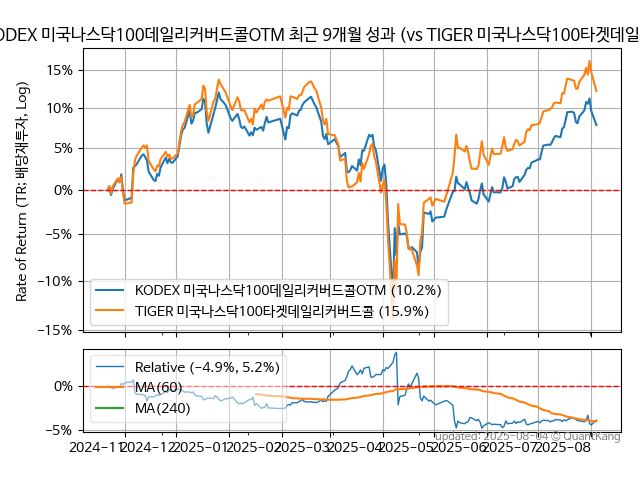 ODEX 미국나스닥100데일리커버드콜OTM 최근 9개월 성과 (vs TIGER 미국나스닥100타겟데일
Rate of Return (TR: 배당재투자, Log)
15%
10%
5%
0%
−5%
−10%
−15%
KODEX 미국나스닥100데일리커버드콜OTM (10.2%)
TIGER 미국나스닥100타겟데일리커버드콜 (15.9%)
0%
−5%
Relative (−4.9%, 5.2%)
MA(60)
MA(240)
updated: 2025-08-04 © QuantKang
2024-11 2024-12 2025-01 2025-02 2025-03 2025-04 2025-05 2025-06 2025-07 2025-08